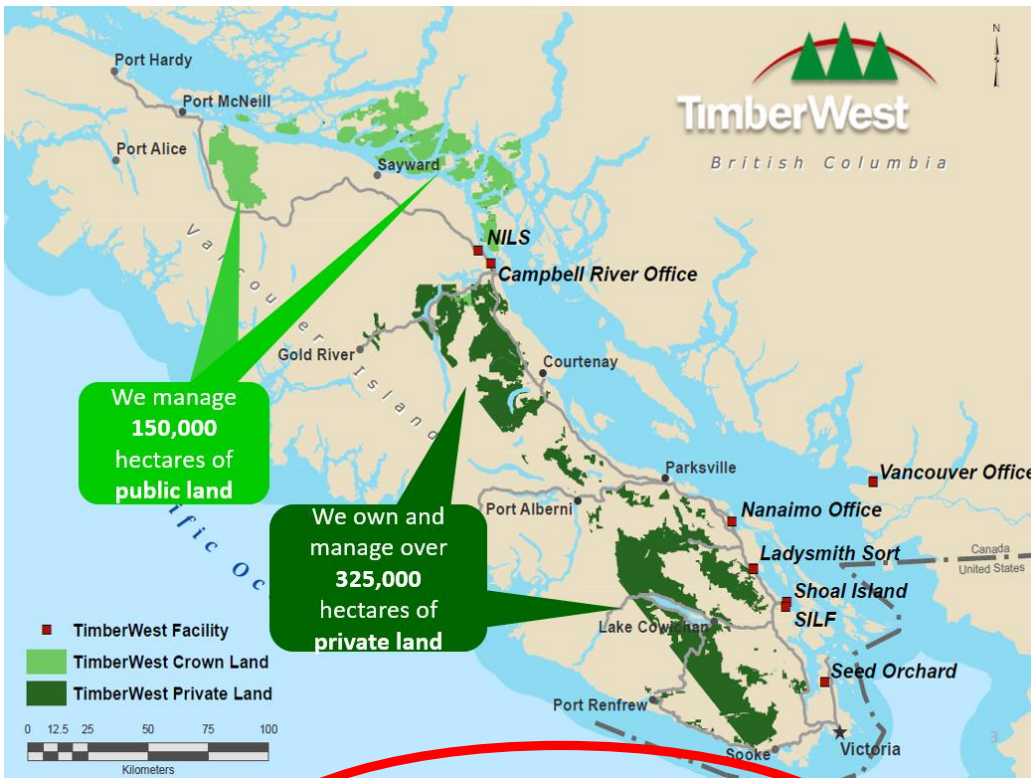 Port Hardy
Port McNeill
Port Alice
Sayward
N
TimberWest
British Columbia
NILS
Campbell River Office
Vancouver Island
Gold River
Courtenay
We manage
150,000
hectares of
public land
Parksville
Vancouver Office
Port Alberni
Nanaimo Office
We own and
manage over
325,000
hectares of
private land
Canada
United States
Ladysmith Sort
Shoal Island
SILF
Lake Cowichan
ific Oc
TimberWest Facility
TimberWest Crown Land
TimberWest Private Land
Seed Orchard
Port Renfrew
Sooke
Victoria
0 12.5 25 50 75 100
Kilometers
3